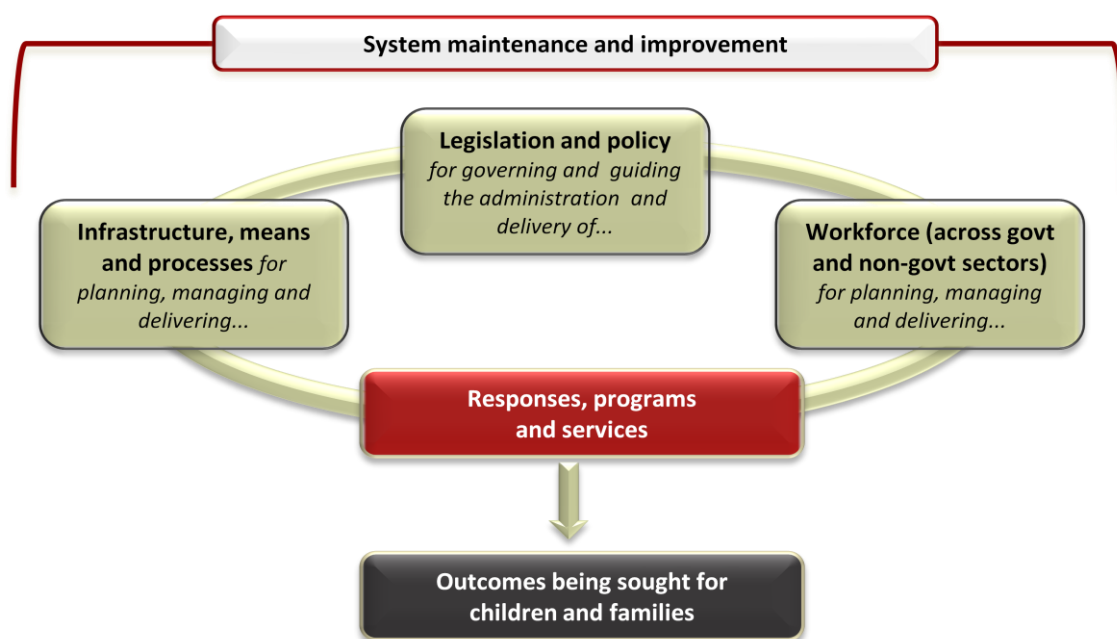 System maintenance and improvement
Legislation and policy
for governing and guiding
the administration and
delivery of...
Infrastructure, means
and processes for
planning, managing and
delivering...
Workforce (across govt
and non-govt sectors)
for planning, managing
and delivering...
Responses, programs
and services
Outcomes being sought for
children and families